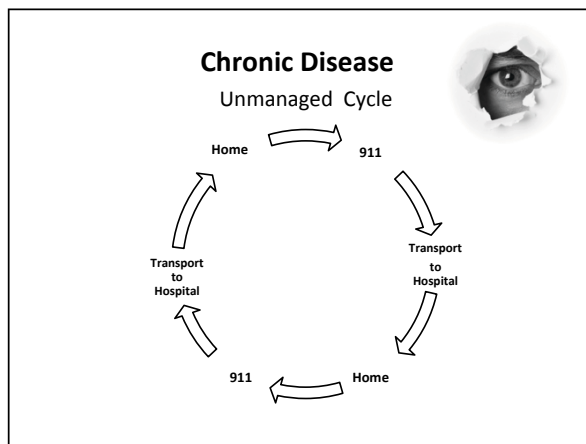 Chronic Disease
Unmanaged Cycle
Home
911
Transport
to
Hospital
Home
911
Transport
to
Hospital